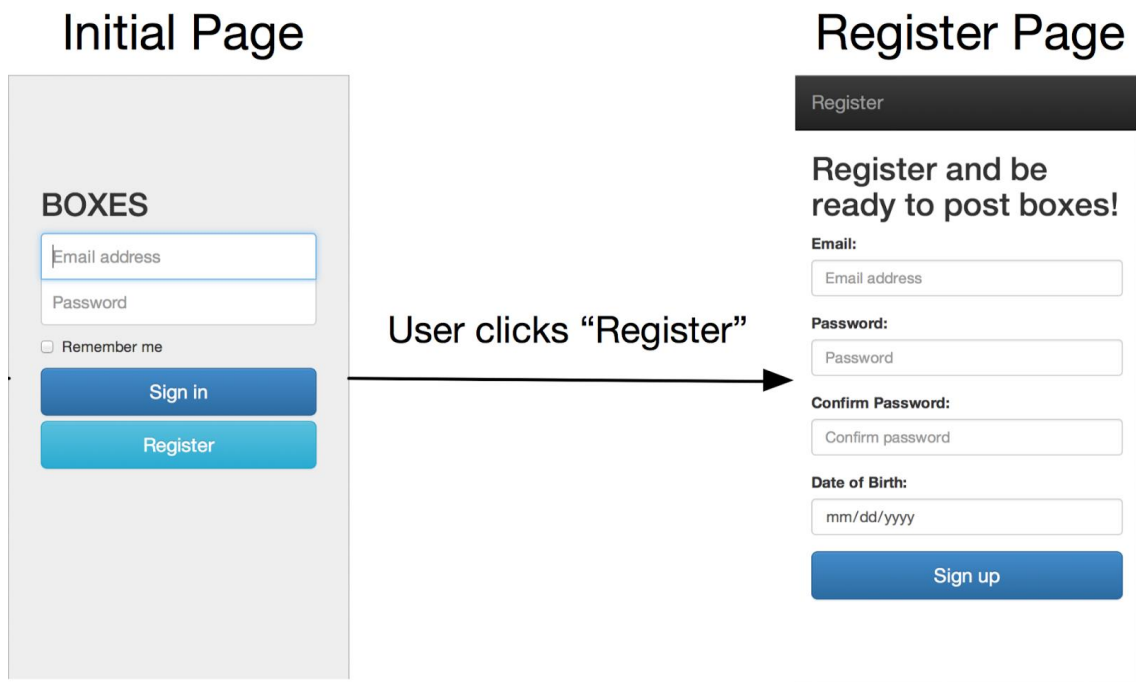 Initial Page
BOXES
Email address
Password
Remember me
Sign in
Register
User clicks “Register”
Register Page
Register
Register and be
ready to post boxes!
Email:
Email address
Password:
Password
Confirm Password:
Confirm password
Date of Birth:
mm/dd/yyyy
Sign up